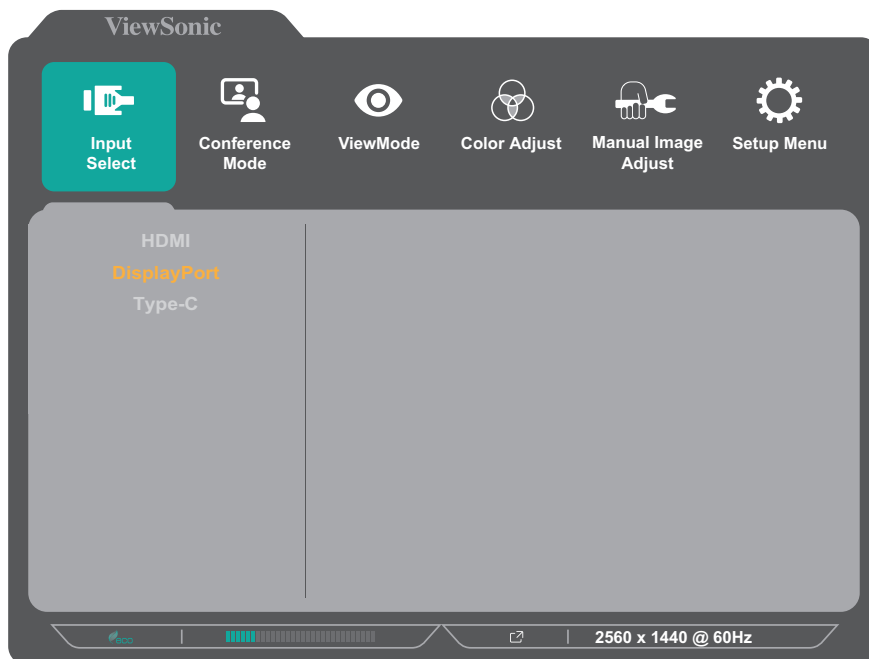 ViewSonic
Input
Select
Conference
Mode
ViewMode
Color Adjust
Manual Image
Adjust
Setup Menu
HDMI
DisplayPort
Type-C
eco
2560 x 1440 @ 60Hz